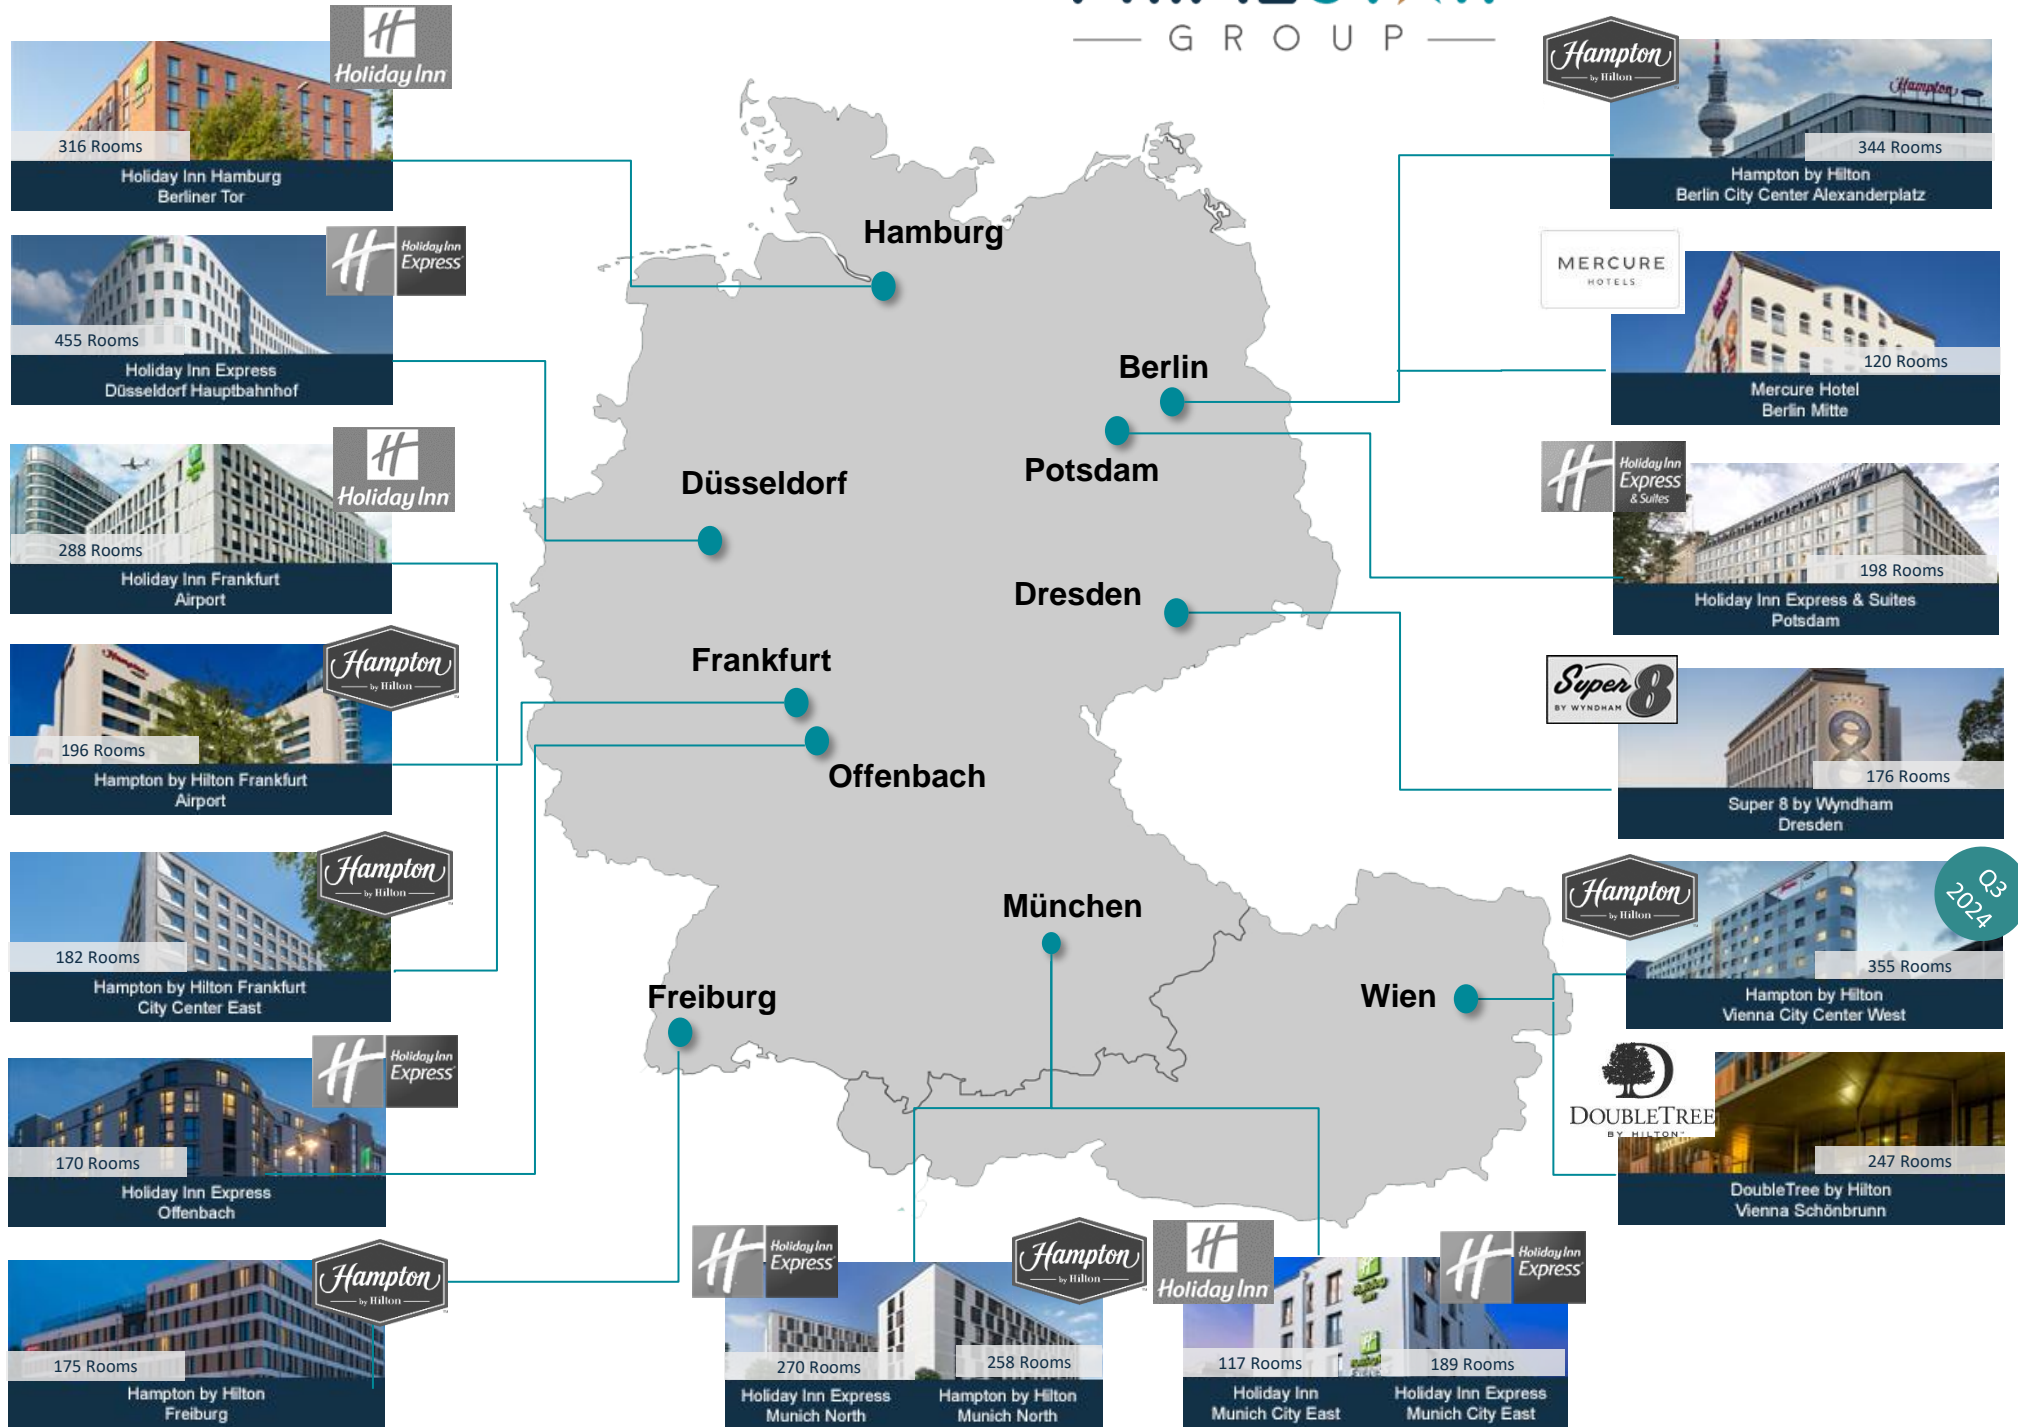 GROUP
Holiday Inn
316 Rooms
Holiday Inn Hamburg
Berliner Tor
Holiday Inn
Express
455 Rooms
Holiday Inn Express
Düsseldorf Hauptbahnhof
Holiday Inn
288 Rooms
Holiday Inn Frankfurt
Airport
Hampton
by Hilton
196 Rooms
Hampton by Hilton Frankfurt
Airport
Hampton
by Hilton
182 Rooms
Hampton by Hilton Frankfurt
City Center East
Holiday Inn
Express
170 Rooms
Holiday Inn Express
Offenbach
Hampton
by Hilton
175 Rooms
Hampton by Hilton
Freiburg
Hamburg
Berlin
Potsdam
Düsseldorf
Dresden
Frankfurt
Offenbach
München
Freiburg
Wien
Holiday Inn
Express
270 Rooms
Holiday Inn Express
Munich North
Hampton
by Hilton
258 Rooms
Hampton by Hilton
Munich North
Holiday Inn
117 Rooms
Holiday Inn
Munich City East
Holiday Inn
Express
189 Rooms
Holiday Inn Express
Munich City East
Hampton
by Hilton
Hampton
344 Rooms
Hampton by Hilton
Berlin City Center Alexanderplatz
MERCURE
HOTELS
120 Rooms
Mercure Hotel
Berlin Mitte
Holiday Inn
Express
& Suites
198 Rooms
Holiday Inn Express & Suites
Potsdam
Super 8
BY WYNDHAM
176 Rooms
Super 8 by Wyndham
Dresden
Hampton
by Hilton
Q3
2024
355 Rooms
Hampton by Hilton
Vienna City Center West
D
DOUBLETREE
BY HILTON™
247 Rooms
DoubleTree by Hilton
Vienna Schönbrunn